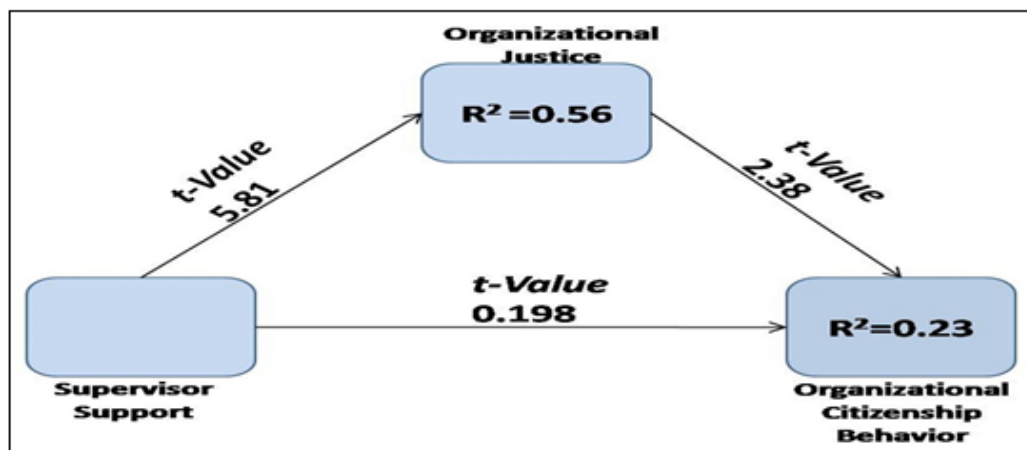 Organizational
Justice
R² =0.56
t-Value
5.81
t-Value
2.38
t-Value
0.198
R²=0.23
Supervisor
Support
Organizational
Citizenship
Behavior